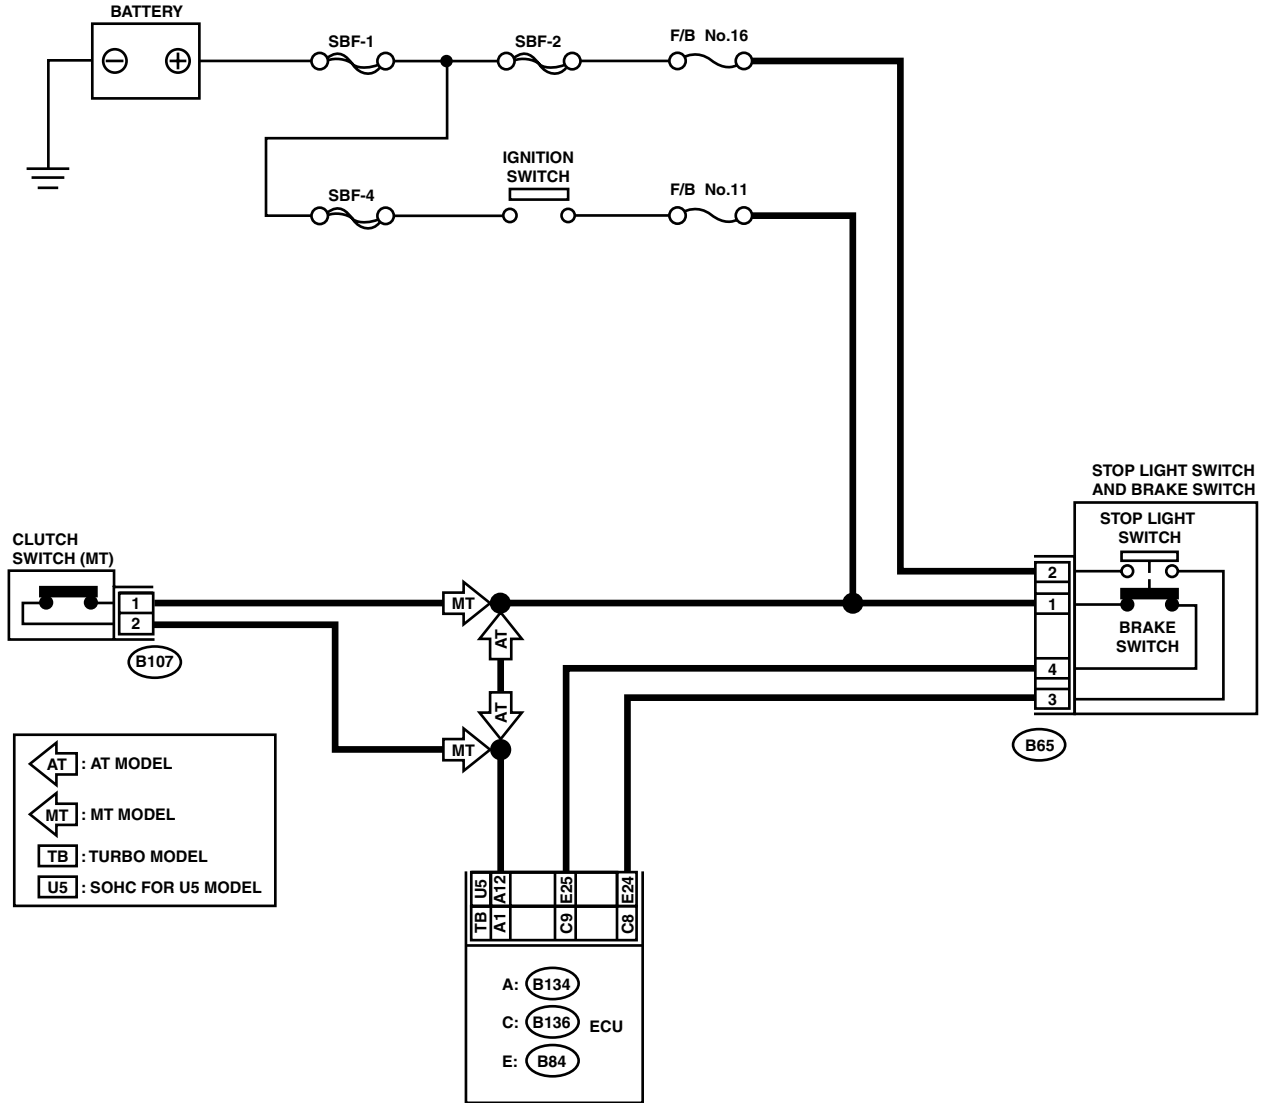 BATTERY
SBF-1
SBF-2
F/B No.16
IGNITION
SWITCH
SBF-4
F/B No.11
STOP LIGHT SWITCH
AND BRAKE SWITCH
STOP LIGHT
SWITCH
BRAKE
SWITCH
2
1
4
3
B65
CLUTCH
SWITCH (MT)
1
2
B107
MT
AT
AT
MT
AT : AT MODEL
MT : MT MODEL
TB : TURBO MODEL
U5 : SOHC FOR U5 MODEL
U5 A12 E25 E24
TB A1 C9 C8
A: B134
C: B136 ECU
E: B84